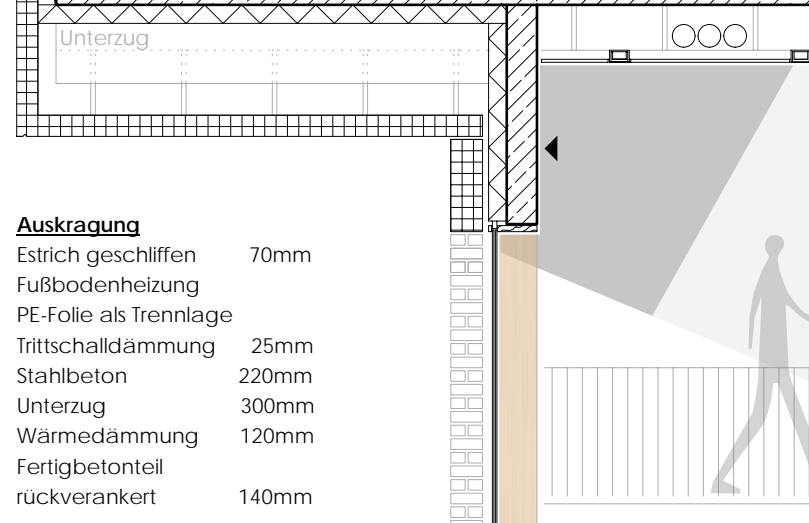 Unterzug
Auskragung
Estrich geschliffen 70mm
Fußbodenheizung
PE-Folie als Trennlage
Trittschalldämmung 25mm
Stahlbeton 220mm
Unterzug 300mm
Wärmedämmung 120mm
Fertigbetonteil
rückverankert 140mm